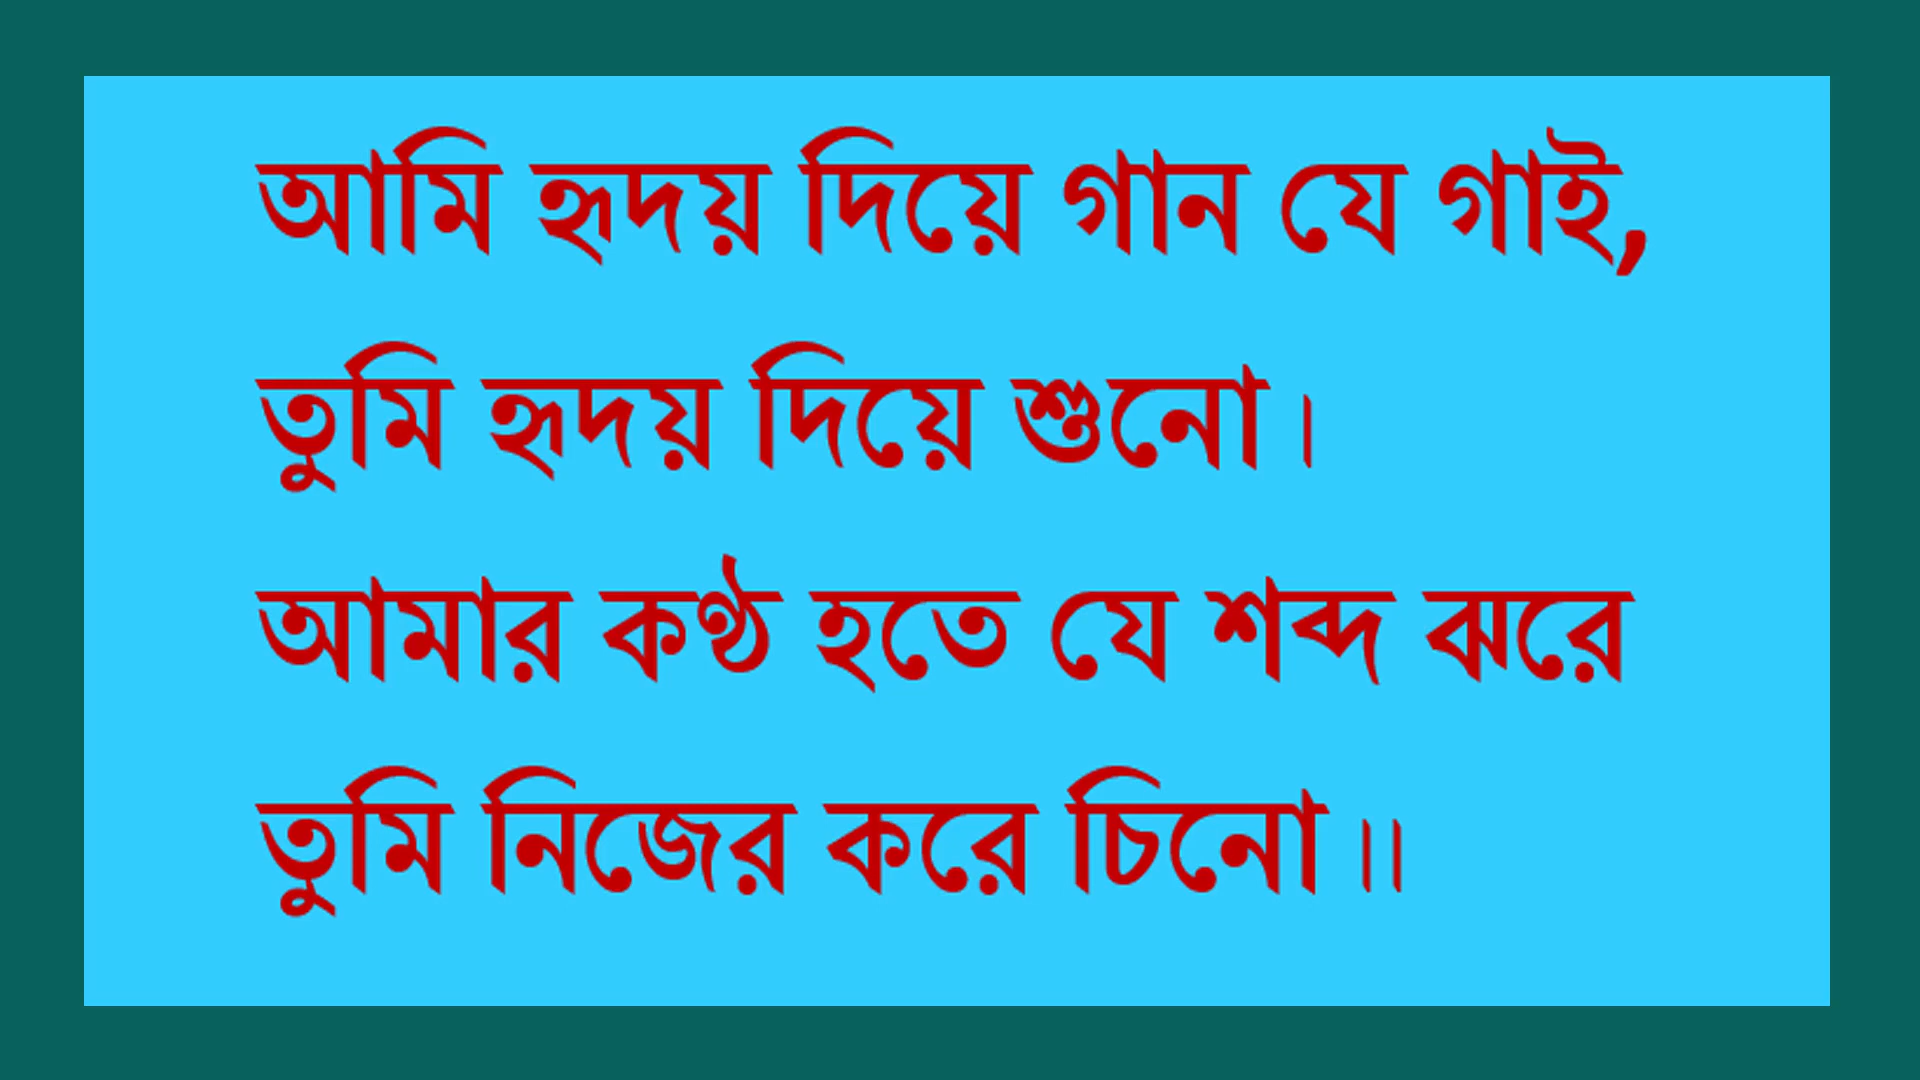 আমি হৃদয় দিয়ে গান যে গাই,
তুমি হৃদয় দিয়ে শুনো।
আমার কণ্ঠ হতে যে শব্দ ঝরে
তুমি নিজের করে চিনো।।